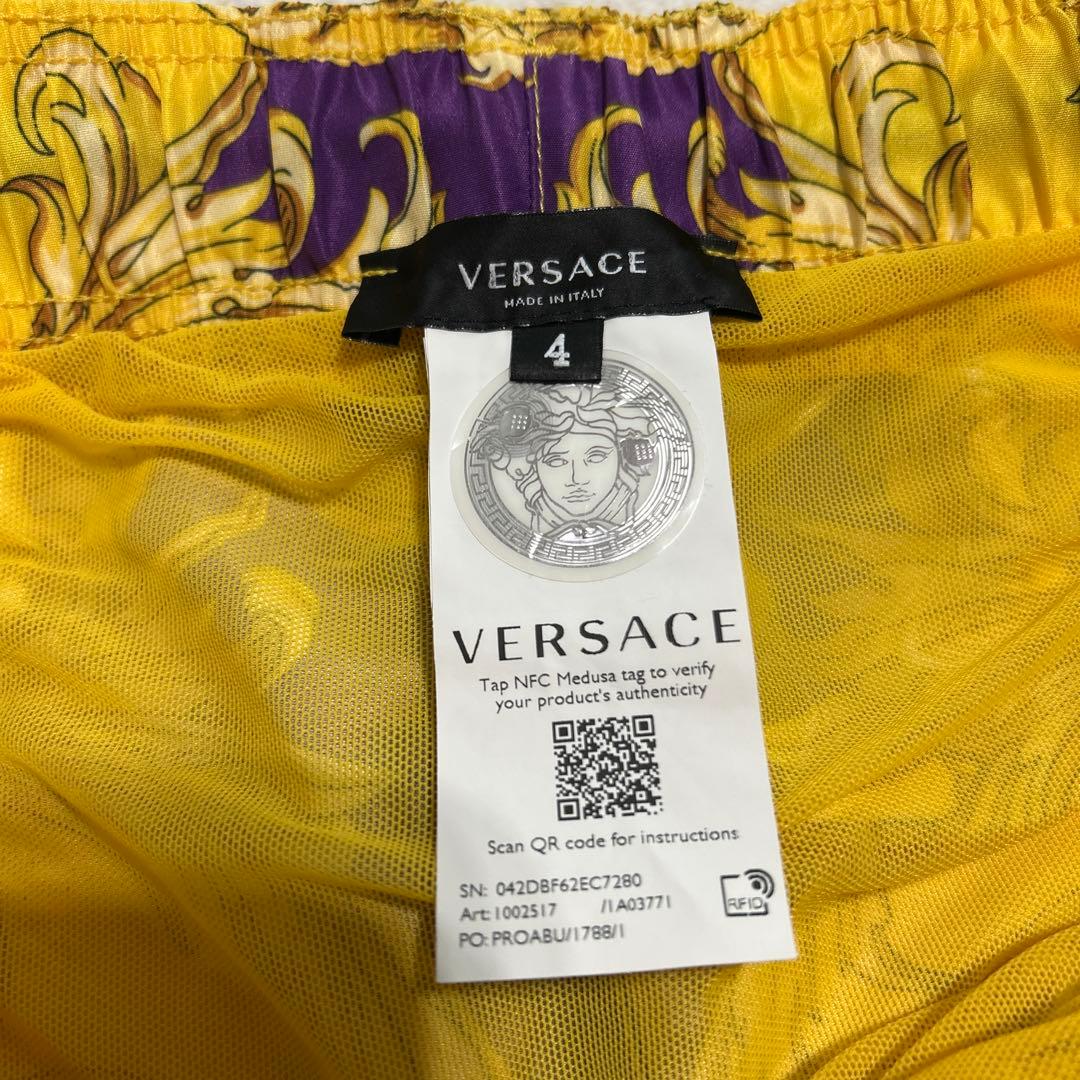 VERSACE
MADE IN ITALY
4
VERSACE
Tap NFC Medusa tag to verify
your product's authenticity
Scan QR code for instructions
SN: 042DBF62EC7280
Art: 1002517 /1A03771
PO: PROABU/1788/1
RFID